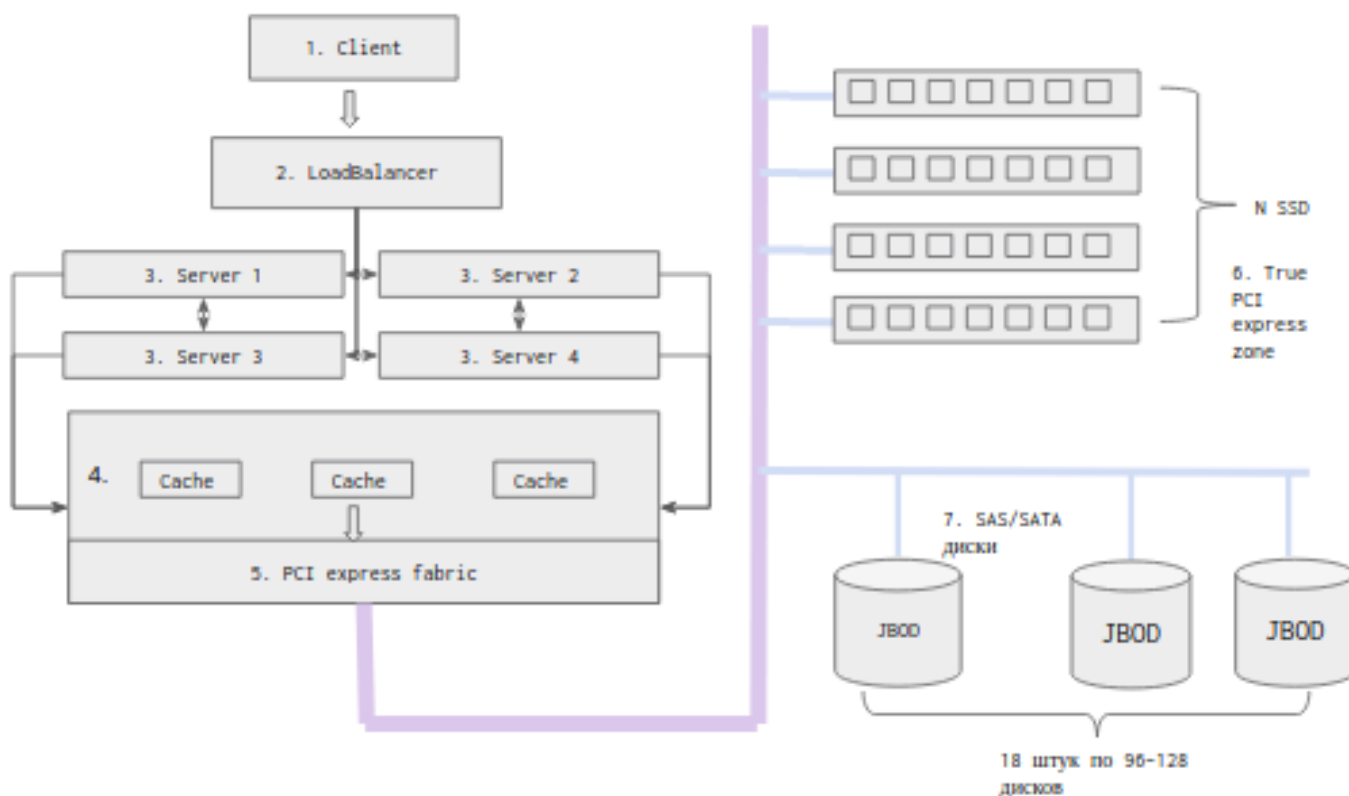 1. Client
2. LoadBalancer
3. Server 1
3. Server 2
3. Server 3
3. Server 4
4.
Cache
Cache
Cache
5. PCI express fabric
N SSD
6. True
PCI
express
zone
7. SAS/SATA
диски
JBOD
JBOD
JBOD
18 штук по 96-128
дисков